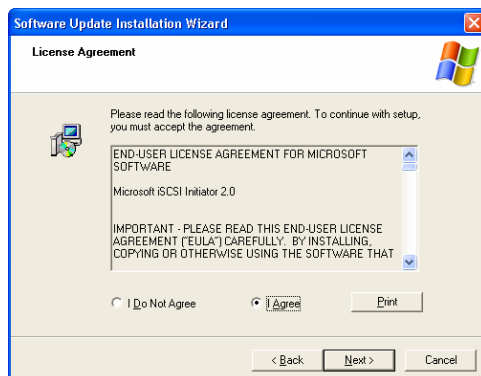 Software Update Installation Wizard
License Agreement
Please read the following license agreement. To continue with setup,
you must accept the agreement.
END-USER LICENSE AGREEMENT FOR MICROSOFT
SOFTWARE
Microsoft iSCSI Initiator 2.0
IMPORTANT - PLEASE READ THIS END-USER LICENSE
AGREEMENT ("EULA") CAREFULLY. BY INSTALLING,
COPYING OR OTHERWISE USING THE SOFTWARE THAT
I Do Not Agree
I Agree
Print
< Back
Next >
Cancel